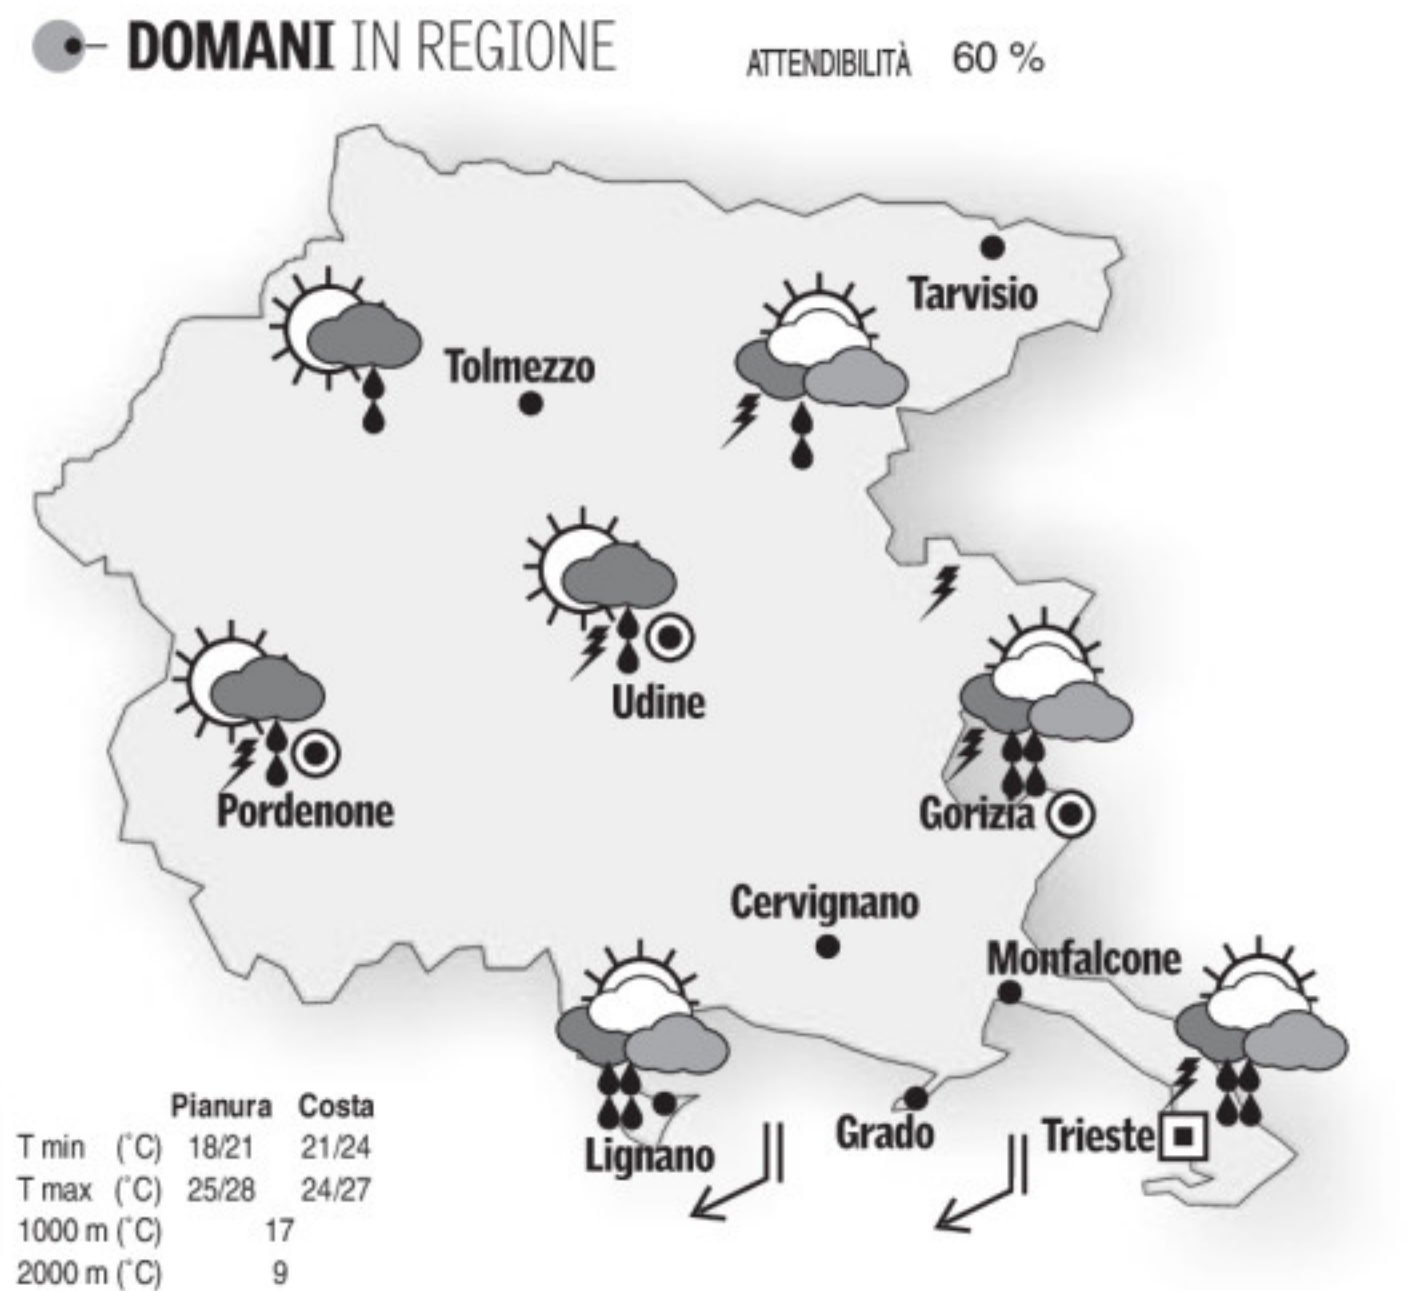 DOMANI IN REGIONE
ATTENDIBILITÀ 60 %
Tarvisio
Tolmezzo
Udine
Pordenone
Gorizia
Cervignano
Monfalcone
Lignano
Grado
Trieste
Pianura Costa
T min (°C) 18/21 21/24
T max (°C) 25/28 24/27
1000 m (°C) 17
2000 m (°C) 9